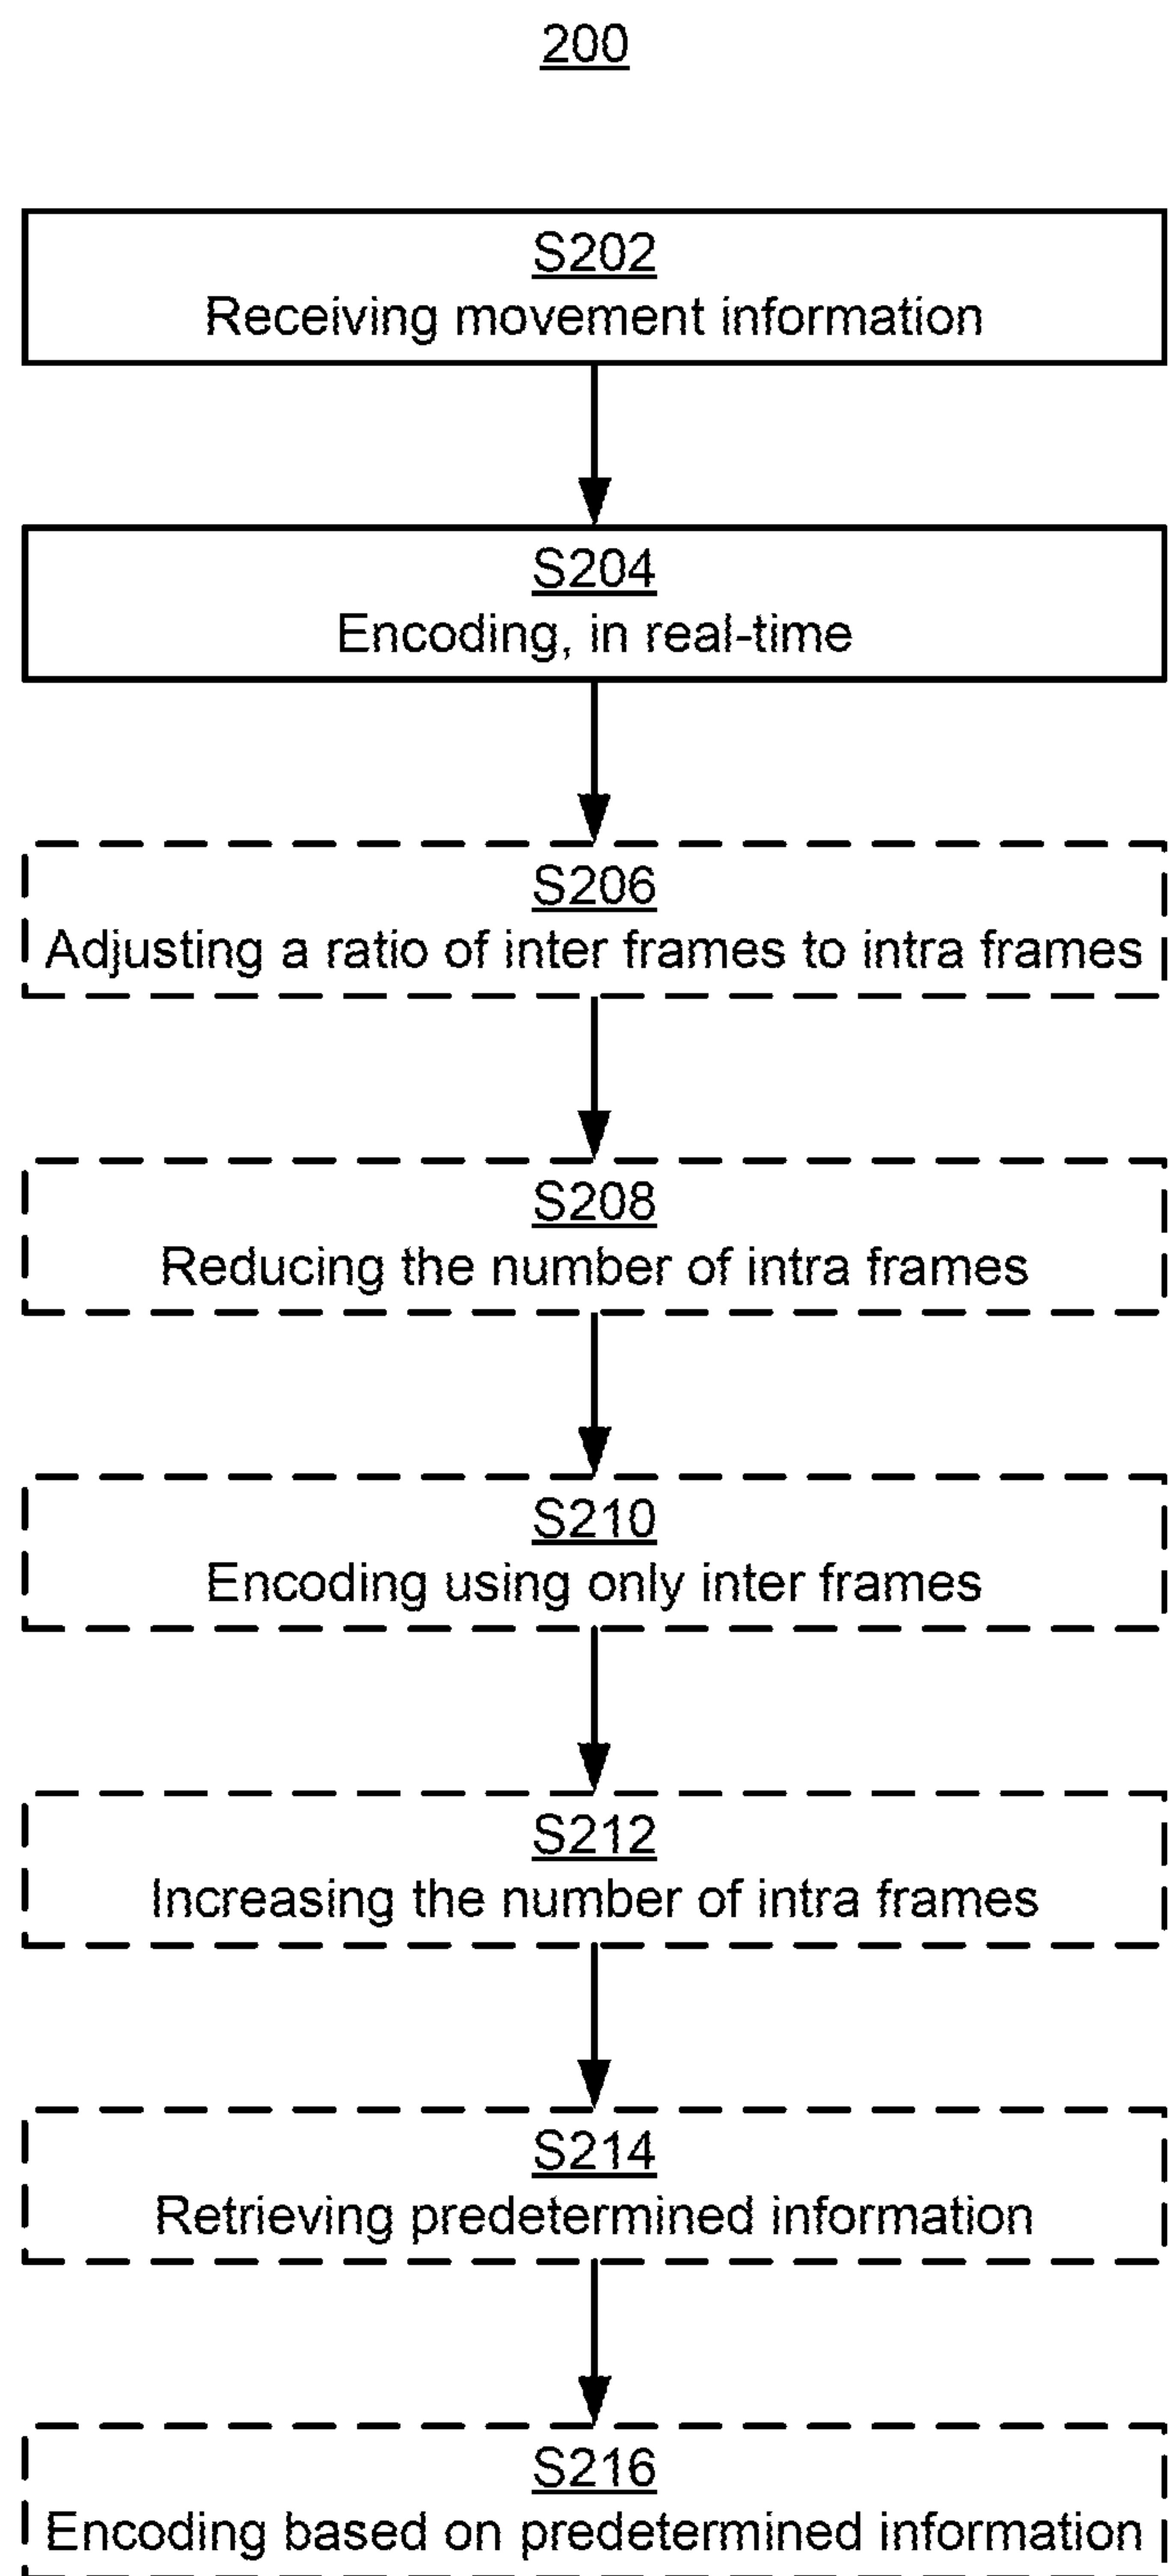 200
S202
Receiving movement information
S204
Encoding, in real-time
S206
Adjusting a ratio of inter frames to intra frames
S208
Reducing the number of intra frames
S210
Encoding using only inter frames
S212
Increasing the number of intra frames
S214
Retrieving predetermined information
S216
Encoding based on predetermined information